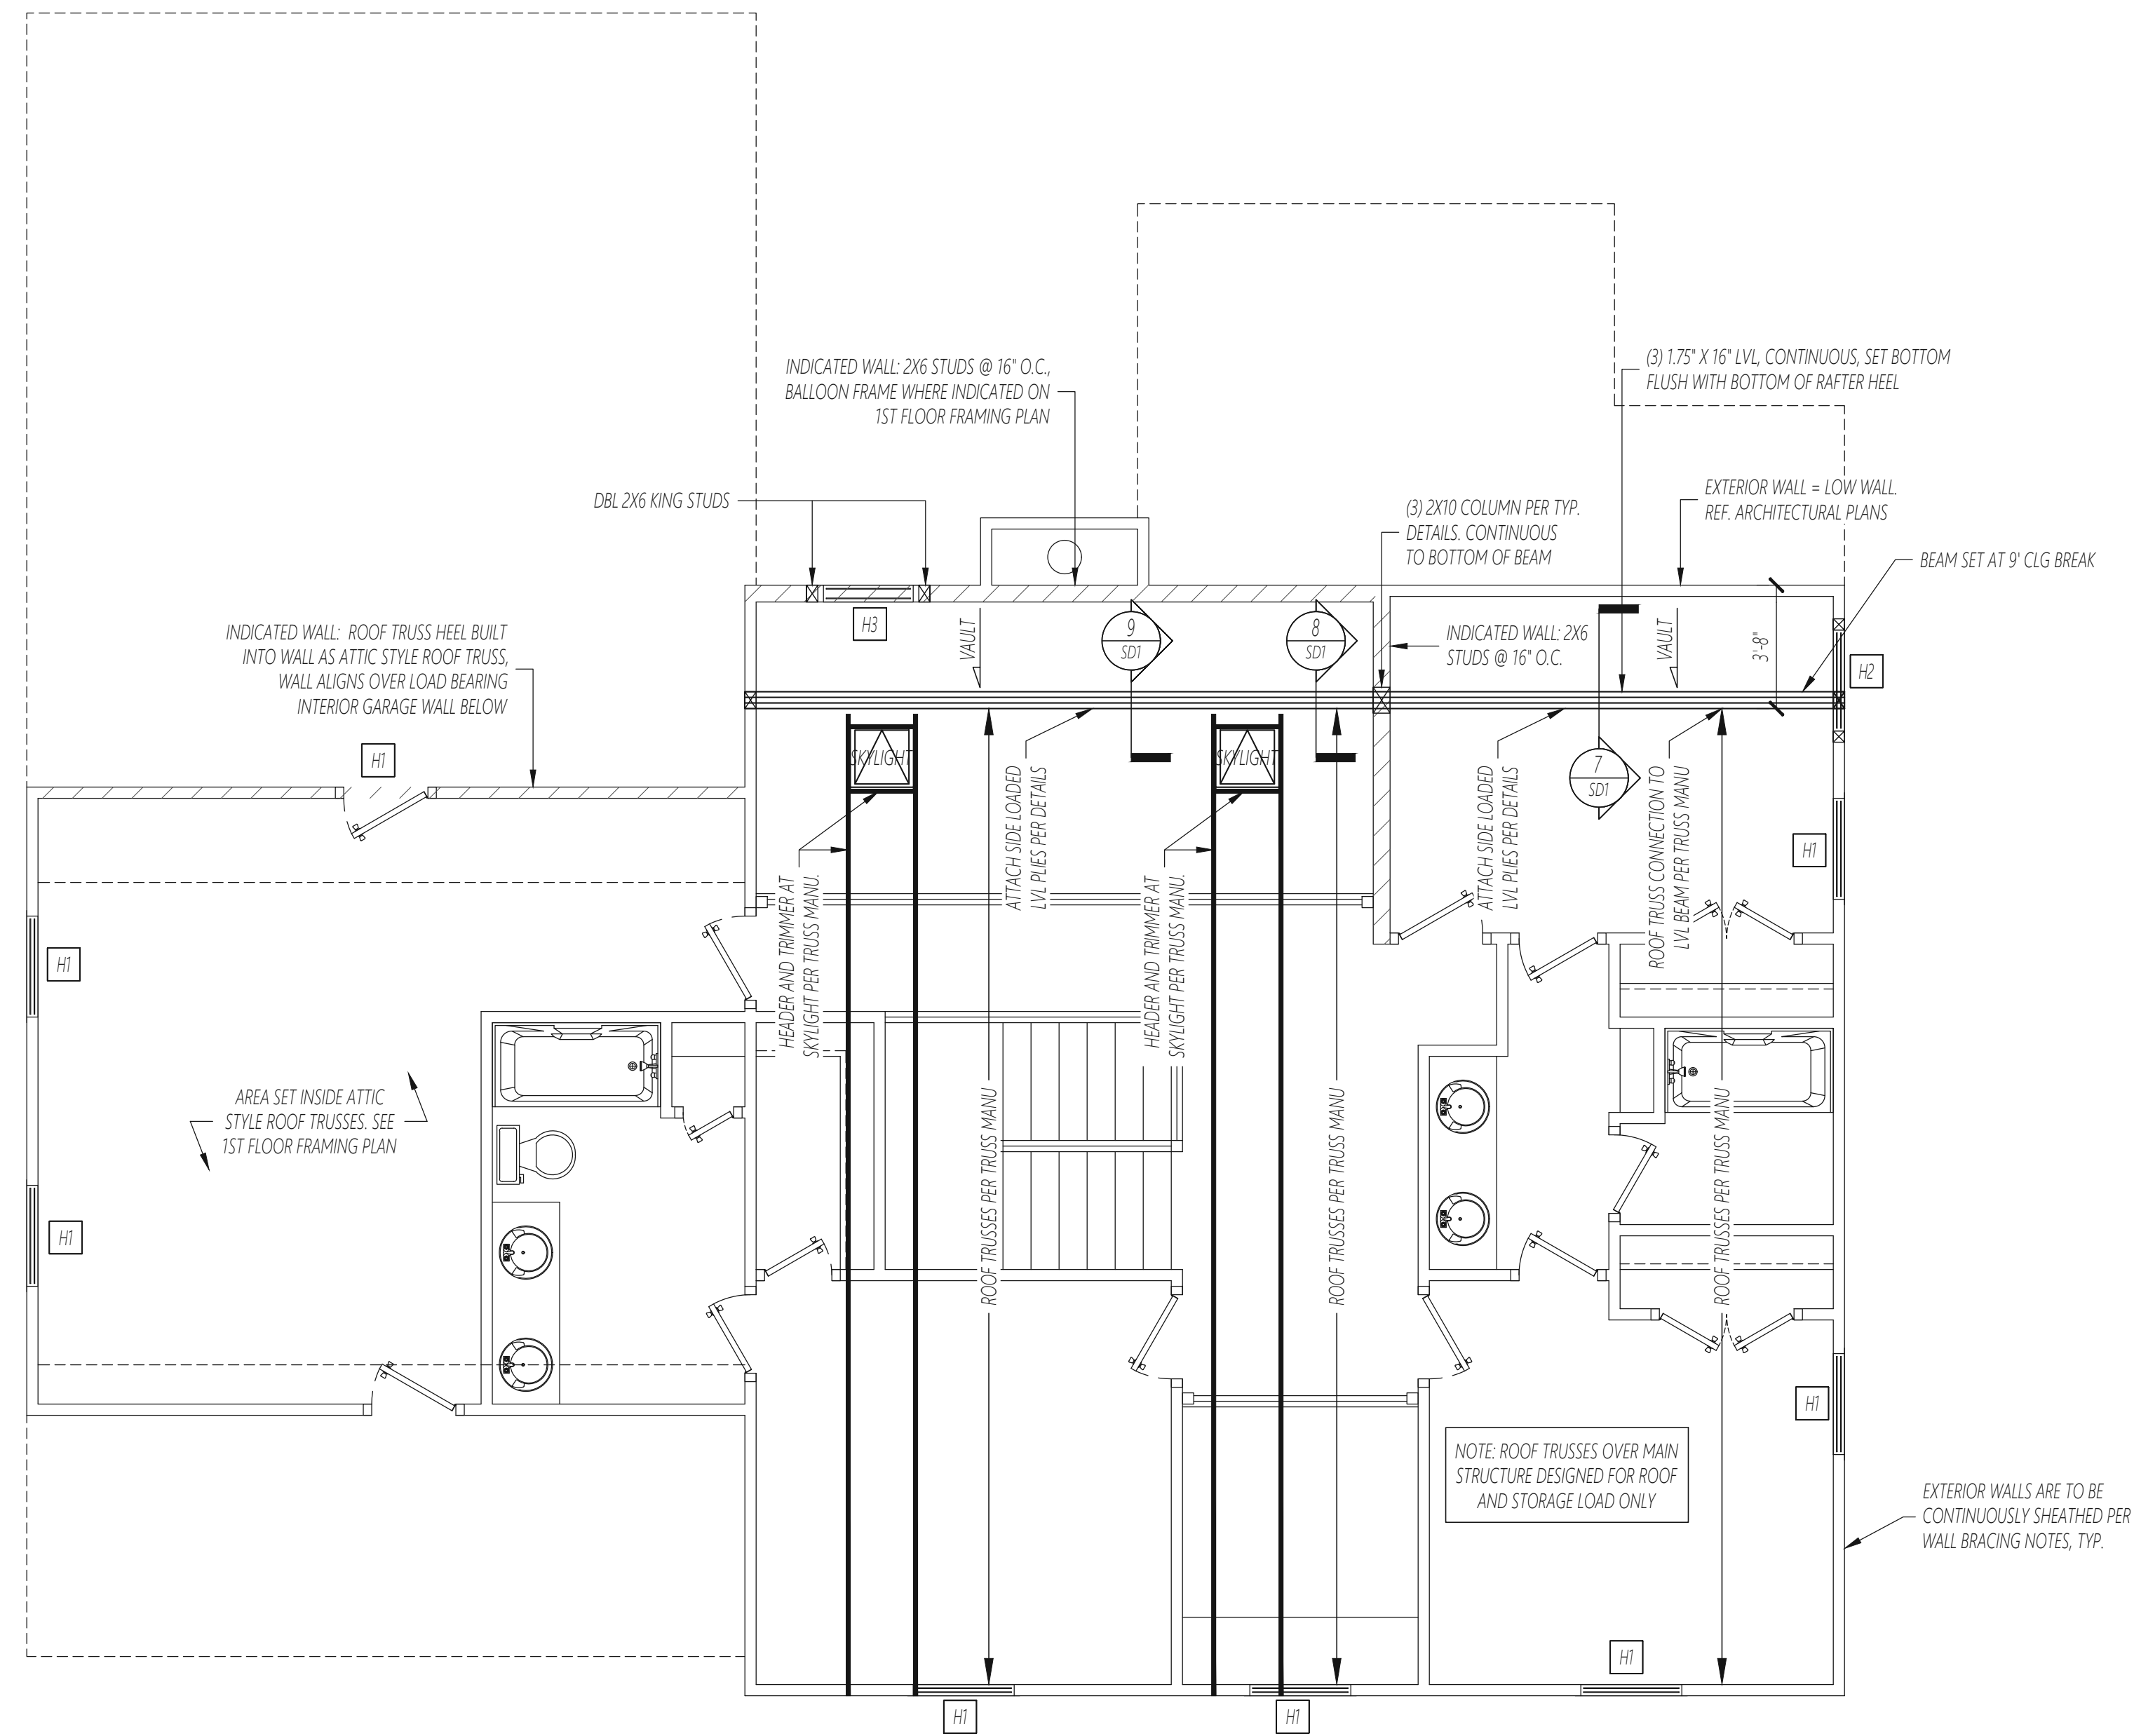 INDICATED WALL: 2X6 STUDS @ 16" O.C.,
BALLOON FRAME WHERE INDICATED ON
1ST FLOOR FRAMING PLAN
(3) 1.75" X 16" LVL, CONTINUOUS, SET BOTTOM
FLUSH WITH BOTTOM OF RAFTER HEEL
DBL 2X6 KING STUDS
(3) 2X10 COLUMN PER TYP.
DETAILS. CONTINUOUS
TO BOTTOM OF BEAM
EXTERIOR WALL = LOW WALL.
REF. ARCHITECTURAL PLANS
BEAM SET AT 9' CLG BREAK
INDICATED WALL: ROOF TRUSS HEEL BUILT
INTO WALL AS ATTIC STYLE ROOF TRUSS,
WALL ALIGNS OVER LOAD BEARING
INTERIOR GARAGE WALL BELOW
H3
VAULT
9
SD1
8
SD1
INDICATED WALL: 2X6
STUDS @ 16" O.C.
VAULT
3'-8"
H2
H1
SKYLIGHT
SKYLIGHT
7
SD1
ATTACH SIDE LOADED
LVL PLIES PER DETAILS
ATTACH SIDE LOADED
LVL PLIES PER DETAILS
ROOF TRUSS CONNECTION TO
LVL BEAM PER TRUSS MANU
H1
HEADER AND TRIMMER AT
SKYLIGHT PER TRUSS MANU.
HEADER AND TRIMMER AT
SKYLIGHT PER TRUSS MANU.
H1
AREA SET INSIDE ATTIC
STYLE ROOF TRUSSES. SEE
1ST FLOOR FRAMING PLAN
ROOF TRUSSES PER TRUSS MANU
ROOF TRUSSES PER TRUSS MANU
ROOF TRUSSES PER TRUSS MANU
H1
H1
NOTE: ROOF TRUSSES OVER MAIN
STRUCTURE DESIGNED FOR ROOF
AND STORAGE LOAD ONLY
EXTERIOR WALLS ARE TO BE
CONTINUOUSLY SHEATHED PER
WALL BRACING NOTES, TYP.
H1
H1
H1